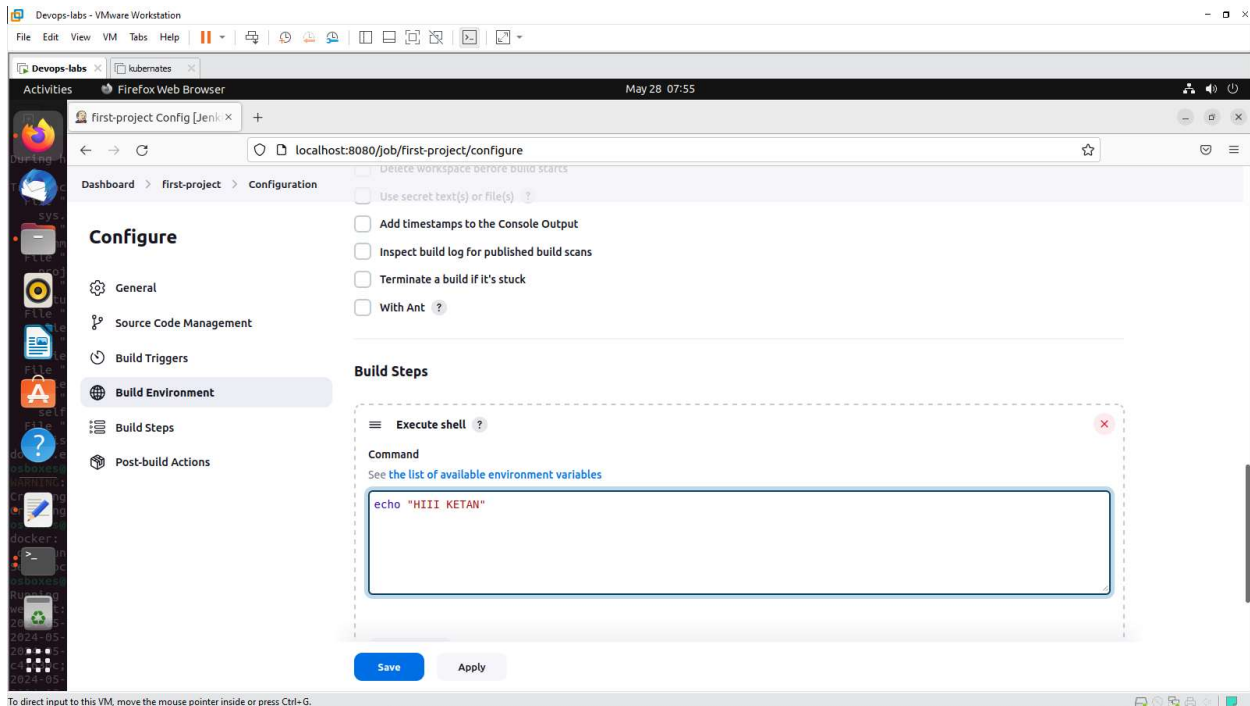 Devops-labs - VMware Workstation
File Edit View VM Tabs Help
Devops-labs kubernates
Activities Firefox Web Browser May 28 07:55
first-project Config [Jenk
localhost:8080/job/first-project/configure
Dashboard > first-project > Configuration
Delete workspace before build starts
Use secret text(s) or file(s) ?
Add timestamps to the Console Output
Configure
Inspect build log for published build scans
Terminate a build if it's stuck
General
With Ant ?
Source Code Management
Build Triggers
Build Steps
Build Environment
Execute shell ?
Build Steps
Command
Post-build Actions
See the list of available environment variables
echo "HIII KETAN"
Save Apply
To direct input to this VM, move the mouse pointer inside or press Ctrl+G.